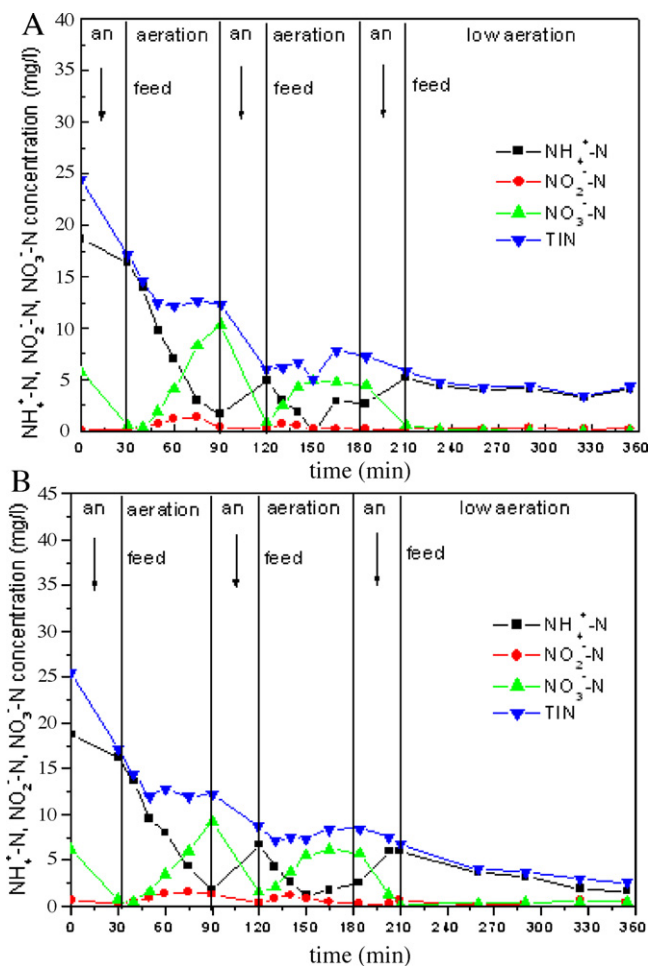 A
NH₄⁺-N, NO₂⁻-N, NO₃⁻-N concentration (mg/l)
40
35
30
25
20
15
10
5
0
an
aeration
an
aeration
an
low aeration
feed
feed
feed
NH₄⁺-N
NO₂⁻-N
NO₃⁻-N
TIN
0 30 60 90 120 150 180 210 240 270 300 330 360
time (min)
B
NH₄⁺-N, NO₂⁻-N, NO₃⁻-N concentration (mg/l)
45
40
35
30
25
20
15
10
5
0
an
aeration
an
aeration
an
low aeration
feed
feed
feed
NH₄⁺-N
NO₂⁻-N
NO₃⁻-N
TIN
0 30 60 90 120 150 180 210 240 270 300 330 360
time (min)